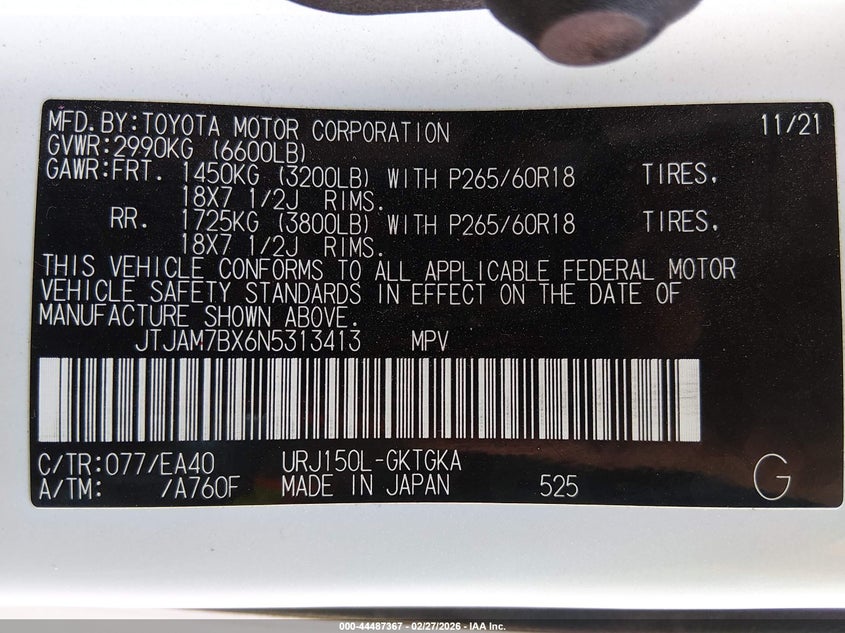 MFD.BY:TOYOTA MOTOR CORPORATION 11/21
GVWR:2990KG (6600LB)
GAWR:FRT. 1450KG (3200LB) WITH P265/60R18 TIRES.
18X7 1/2J RIMS.
RR. 1725KG (3800LB) WITH P265/60R18 TIRES.
18X7 1/2J RIMS.
THIS VEHICLE CONFORMS TO ALL APPLICABLE FEDERAL MOTOR
VEHICLE SAFETY STANDARDS IN EFFECT ON THE DATE OF
MANUFACTURE SHOWN ABOVE.
JTJAM7BX6N5313413 MPV
C/TR:077/EA40 URJ150L-GKTGKA
A/TM: /A760F MADE IN JAPAN 525 G
000-44487367 - 02/27/2026 - IAA Inc.